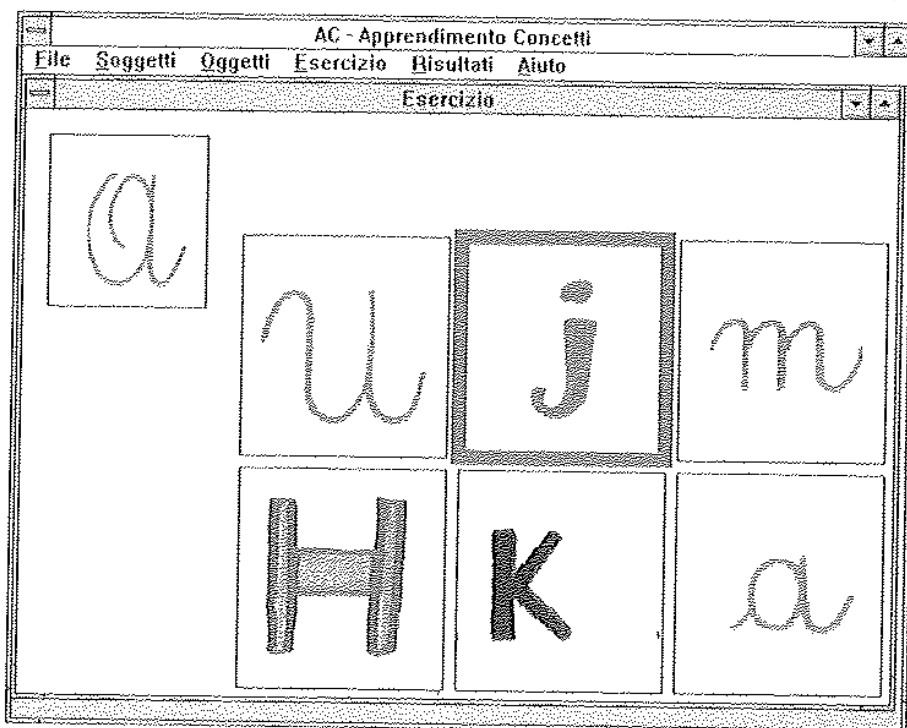 AC - Apprendimento Concetti
File Soggetti Oggetti Esercizio Risultati Aiuto
Esercizio
a
u j m
H K a